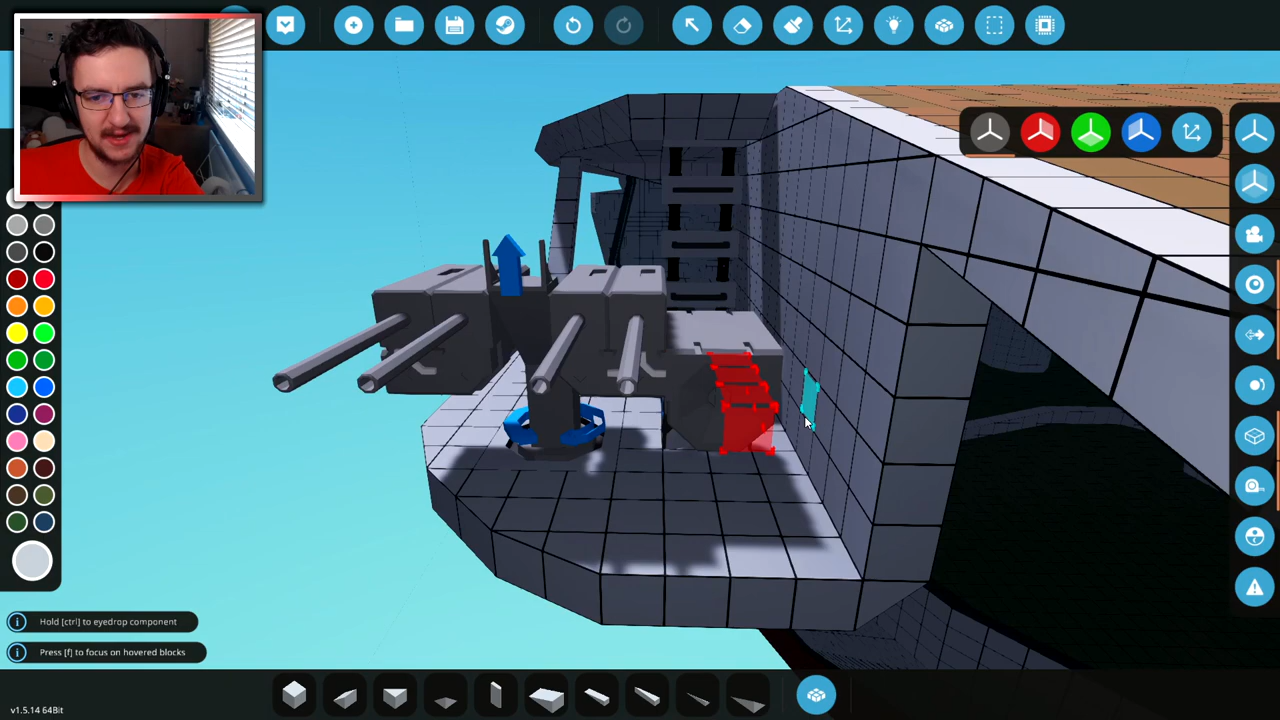 Hold [ctrl] to eyedrop component
Press [f] to focus on hovered blocks
v1.5.14 64Bit